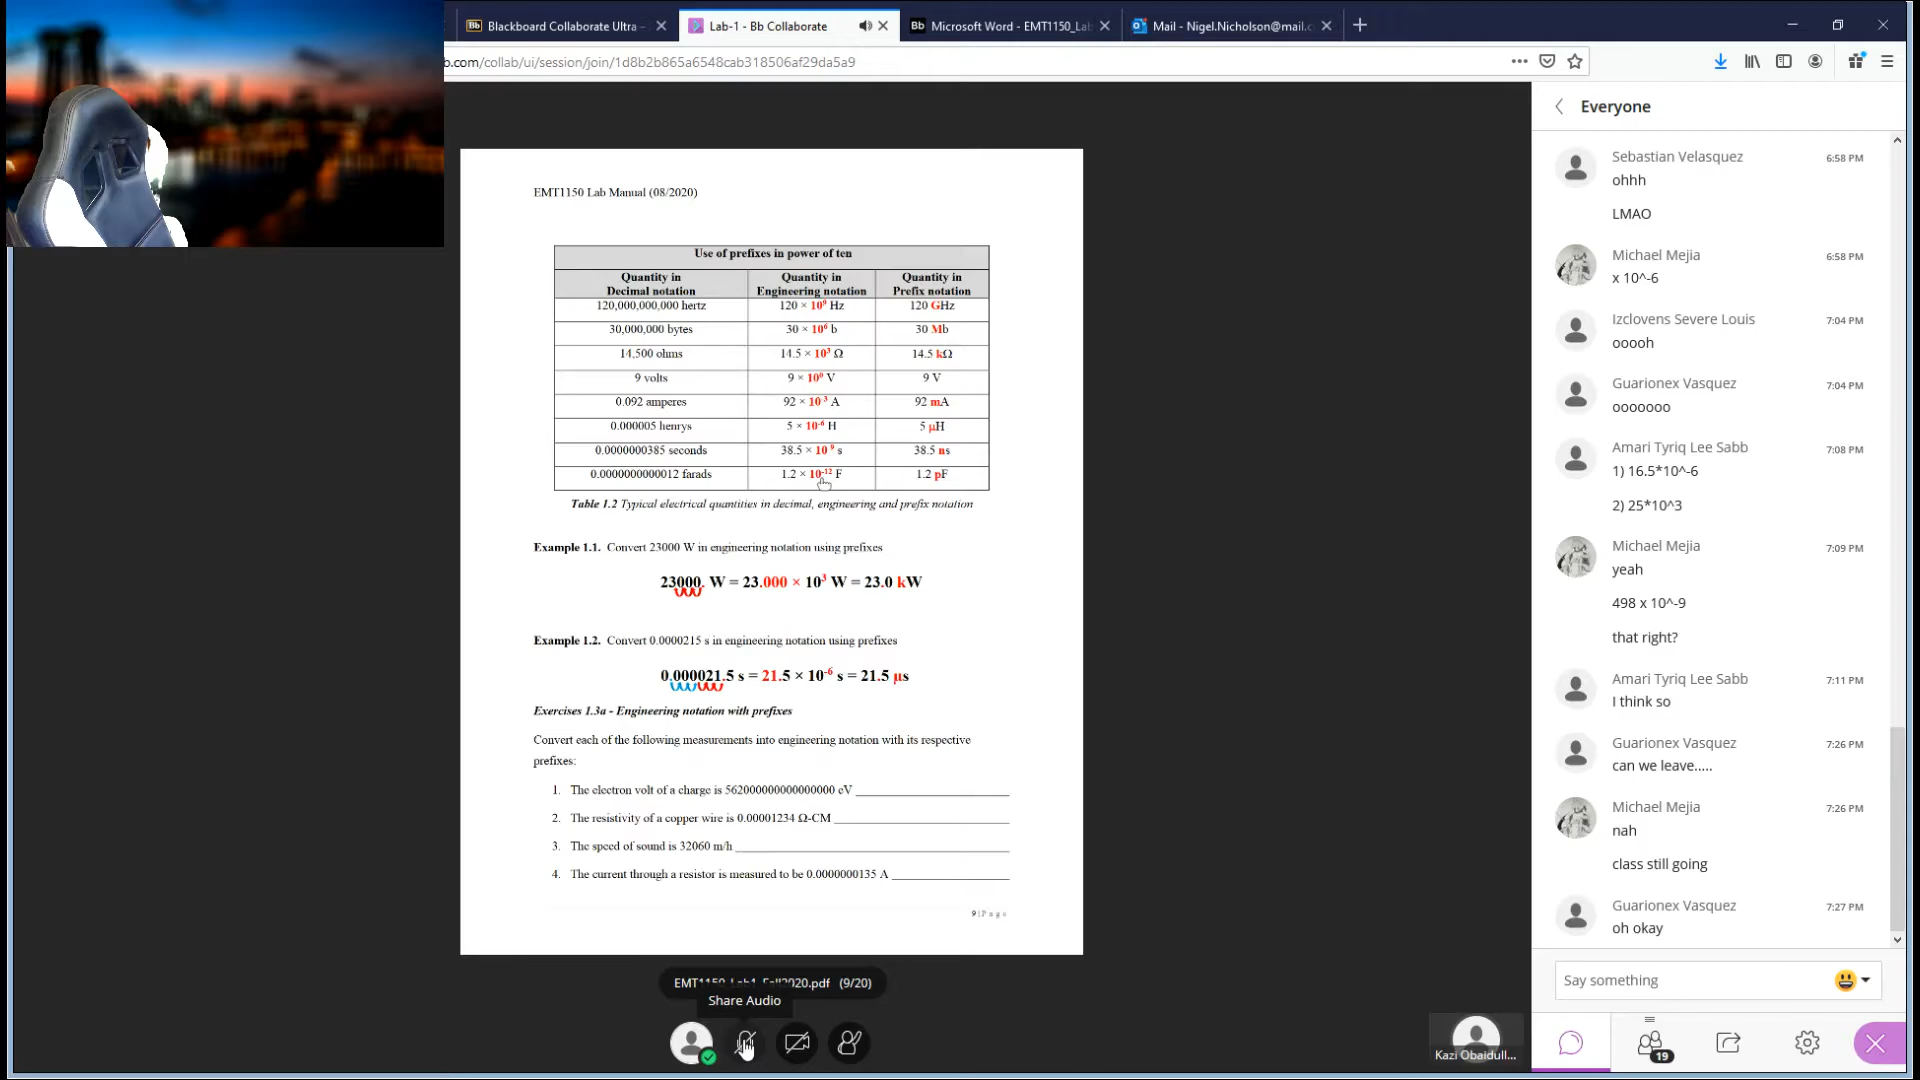 Blackboard Collaborate Ultra –
Lab-1 - Bb Collaborate
Microsoft Word - EMT1150_Lab
Mail - Nigel.Nicholson@mail.c
b.com/collab/ui/session/join/1d8b2b865a6548cab318506af29da5a9
EMT1150 Lab Manual (08/2020)
Use of prefixes in power of ten
Quantity in Decimal notation Quantity in Engineering notation Quantity in Prefix notation
120,000,000,000 hertz 120 × 10⁹ Hz 120 GHz
30,000,000 bytes 30 × 10⁶ b 30 Mb
14,500 ohms 14.5 × 10³ Ω 14.5 kΩ
9 volts 9 × 10⁰ V 9 V
0.092 amperes 92 × 10⁻³ A 92 mA
0.000005 henrys 5 × 10⁻⁶ H 5 μH
0.0000000385 seconds 38.5 × 10⁻⁹ s 38.5 ns
0.0000000000012 farads 1.2 × 10⁻¹² F 1.2 pF
Table 1.2 Typical electrical quantities in decimal, engineering and prefix notation
Example 1.1. Convert 23000 W in engineering notation using prefixes
23000. W = 23.000 × 10³ W = 23.0 kW
Example 1.2. Convert 0.0000215 s in engineering notation using prefixes
0.000021.5 s = 21.5 × 10⁻⁶ s = 21.5 μs
Exercises 1.3a - Engineering notation with prefixes
Convert each of the following measurements into engineering notation with its respective
prefixes:
1. The electron volt of a charge is 562000000000000000 eV
2. The resistivity of a copper wire is 0.00001234 Ω-CM
3. The speed of sound is 32060 m/h
4. The current through a resistor is measured to be 0.0000000135 A
9 | P a g e
EMT1150_Lab1_Fall2020.pdf (9/20)
Share Audio
Kazi Obaidull...
Everyone
Sebastian Velasquez 6:58 PM
ohhh
LMAO
Michael Mejia 6:58 PM
x 10^-6
Izclovens Severe Louis 7:04 PM
ooooh
Guarionex Vasquez 7:04 PM
ooooooo
Amari Tyriq Lee Sabb 7:08 PM
1) 16.5*10^-6
2) 25*10^3
Michael Mejia 7:09 PM
yeah
498 x 10^-9
that right?
Amari Tyriq Lee Sabb 7:11 PM
I think so
Guarionex Vasquez 7:26 PM
can we leave.....
Michael Mejia 7:26 PM
nah
class still going
Guarionex Vasquez 7:27 PM
oh okay
Say something
19